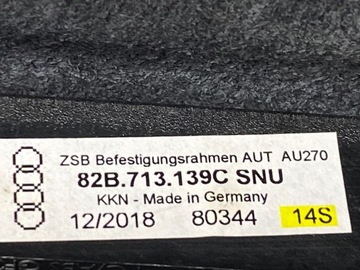 ZSB Befestigungsrahmen AUT AU270
82B.713.139C SNU
KKN - Made in Germany
12/2018 80344 14S